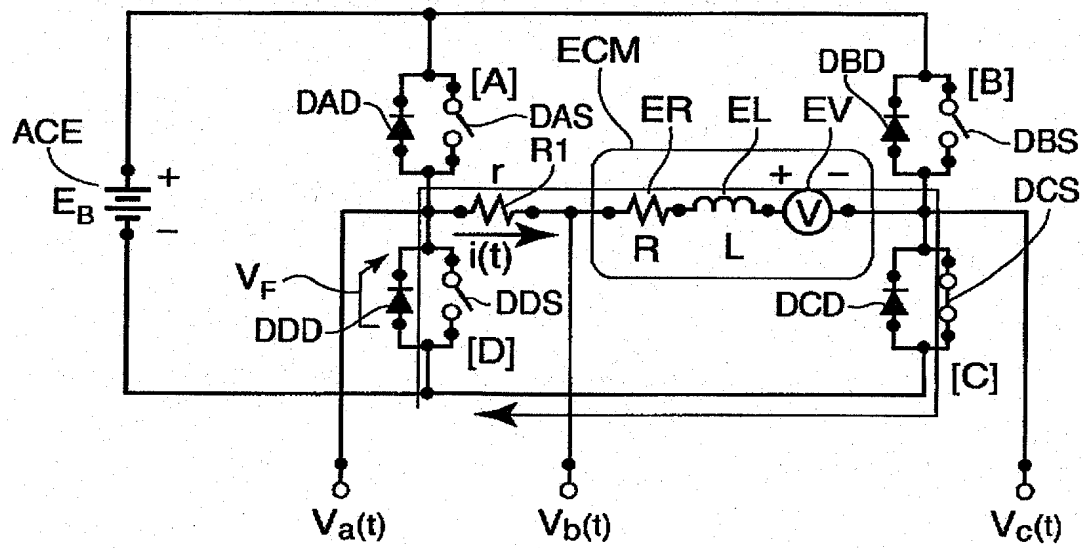 ECM
DBD
[A]
[B]
DAD
DAS
ER
EL
EV
ACE
R1
DBS
+
r
+ −
DCS
E_B
V
−
i(t)
R
L
V_F
DDS
DCD
DDD
[D]
[C]
V_a(t)
V_b(t)
V_c(t)